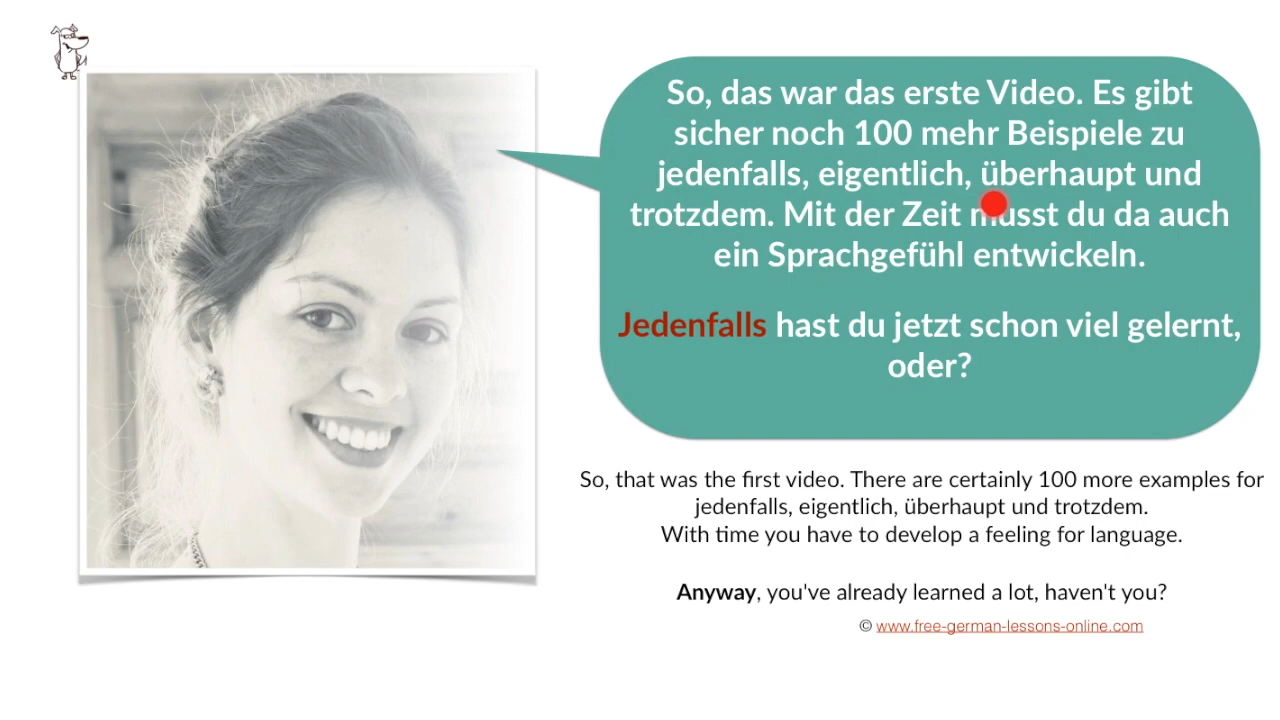 So, das war das erste Video. Es gibt
sicher noch 100 mehr Beispiele zu
jedenfalls, eigentlich, überhaupt und
trotzdem. Mit der Zeit musst du da auch
ein Sprachgefühl entwickeln.
Jedenfalls hast du jetzt schon viel gelernt,
oder?
So, that was the first video. There are certainly 100 more examples for
jedenfalls, eigentlich, überhaupt und trotzdem.
With time you have to develop a feeling for language.
Anyway, you've already learned a lot, haven't you?
© www.free-german-lessons-online.com